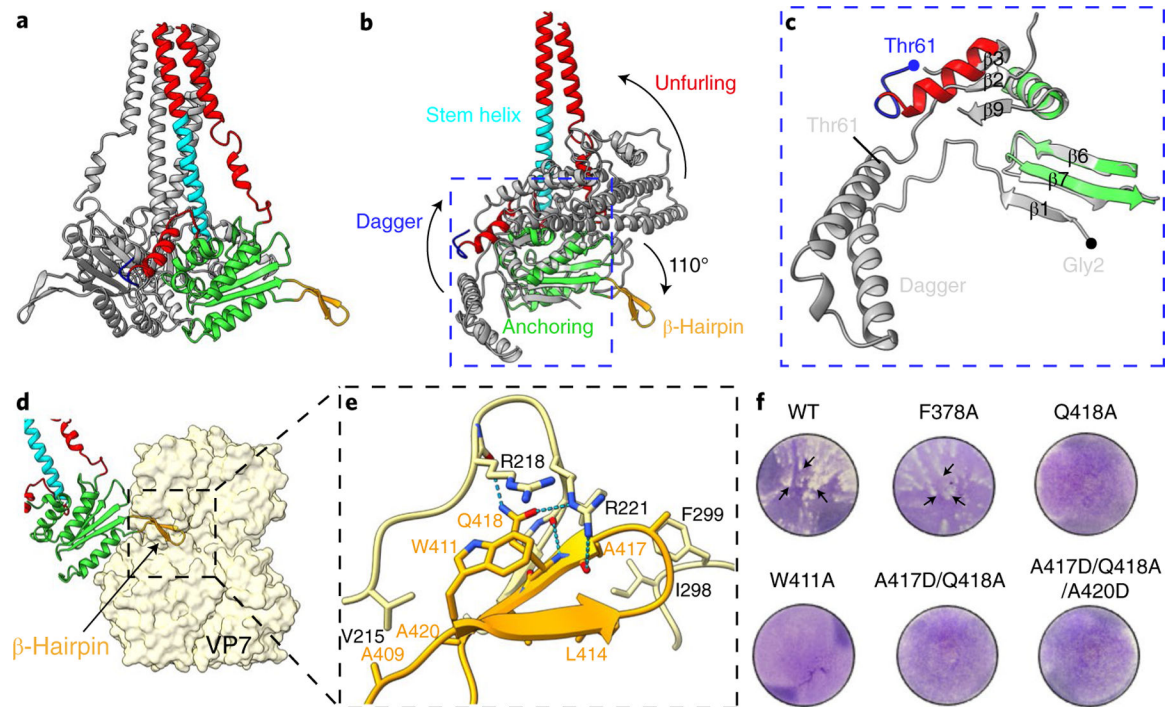 a
b
Unfurling
Stem helix
Dagger
110°
Anchoring
β-Hairpin
c
Thr61
β3
β2
β9
Thr61
β6
β7
β1
Gly2
Dagger
d
β-Hairpin
VP7
e
R218
Q418
R221
F299
W411
A417
I298
V215
A420
A409
L414
f
WT
F378A
Q418A
W411A
A417D/Q418A
A417D/Q418A
/A420D